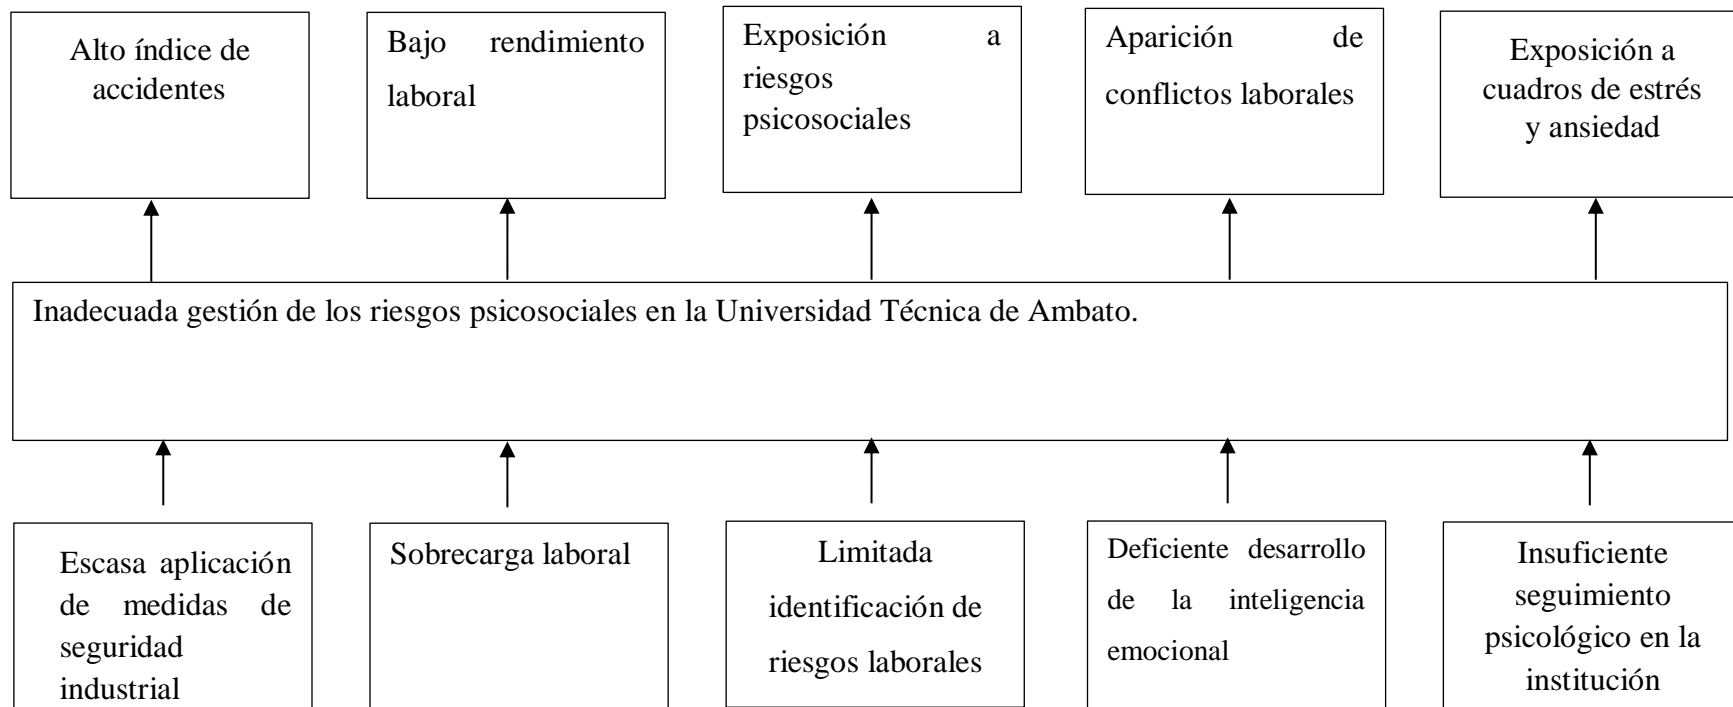 Alto índice de
accidentes
Bajo rendimiento
laboral
Exposición a
riesgos
psicosociales
Aparición de
conflictos laborales
Exposición a
cuadros de estrés
y ansiedad
Inadecuada gestión de los riesgos psicosociales en la Universidad Técnica de Ambato.
Escasa aplicación
de medidas de
seguridad
industrial
Sobrecarga laboral
Limitada
identificación de
riesgos laborales
Deficiente desarrollo
de la inteligencia
emocional
Insuficiente
seguimiento
psicológico en la
institución